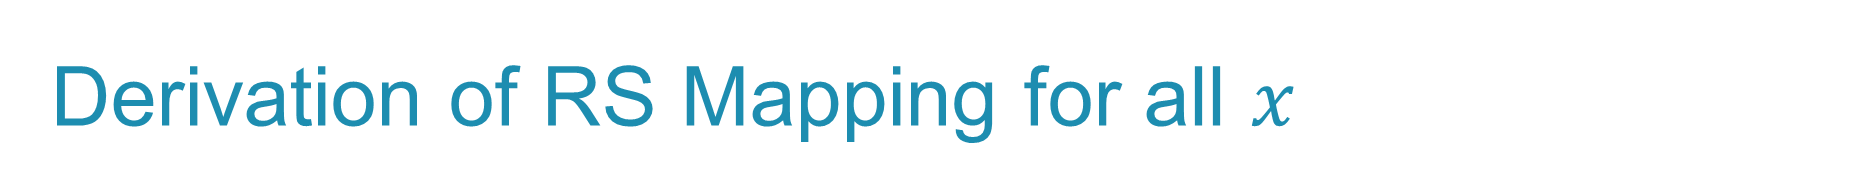 Derivation of RS Mapping for all 𝑥